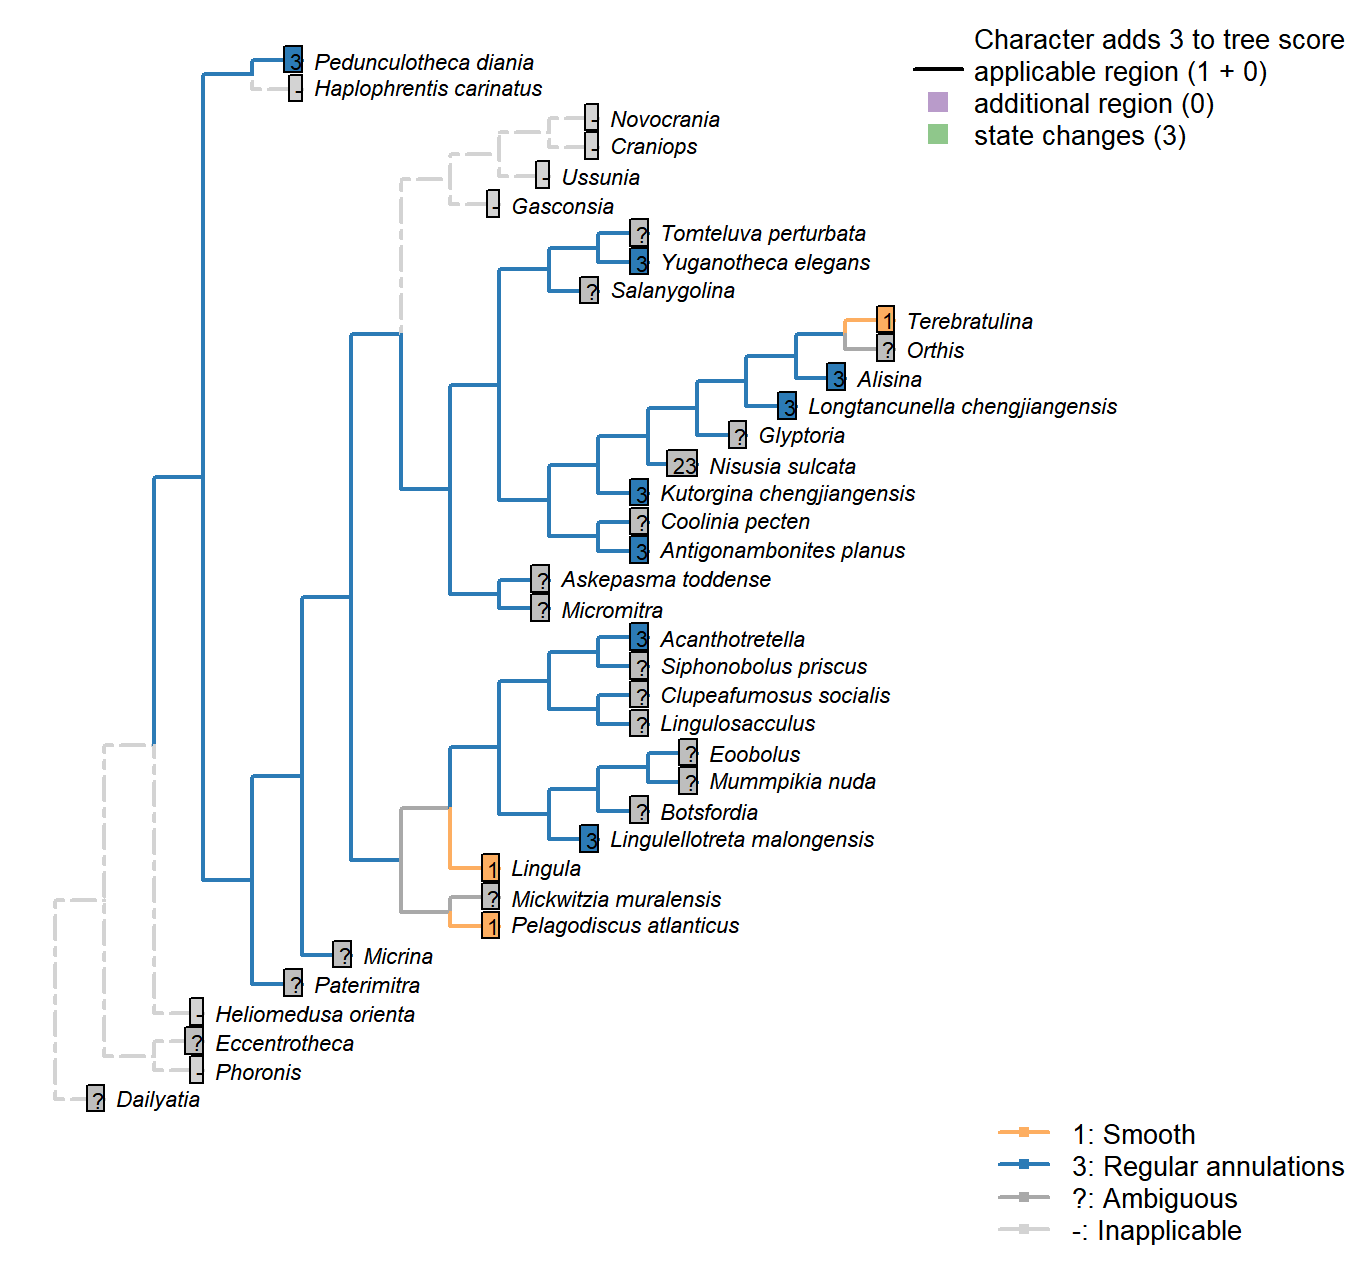 Character adds 3 to tree score
applicable region (1 + 0)
additional region (0)
state changes (3)
3 Pedunculotheca diania
- Haplophrentis carinatus
- Novocrania
- Craniops
- Ussunia
- Gasconsia
? Tomteluva perturbata
3 Yuganotheca elegans
? Salanygolina
1 Terebratulina
? Orthis
3 Alisina
3 Longtancunella chengjiangensis
? Glyptoria
23 Nisusia sulcata
3 Kutorgina chengjiangensis
? Coolinia pecten
3 Antigonambonites planus
? Askepasma toddense
? Micromitra
3 Acanthotretella
? Siphonobolus priscus
? Clupeafumosus socialis
? Lingulosacculus
? Eoobolus
? Mummpikia nuda
? Botsfordia
3 Lingulellotreta malongensis
1 Lingula
? Mickwitzia muralensis
1 Pelagodiscus atlanticus
? Micrina
? Paterimitra
- Heliomedusa orienta
? Eccentrotheca
- Phoronis
? Dailyatia
1: Smooth
3: Regular annulations
?: Ambiguous
-: Inapplicable